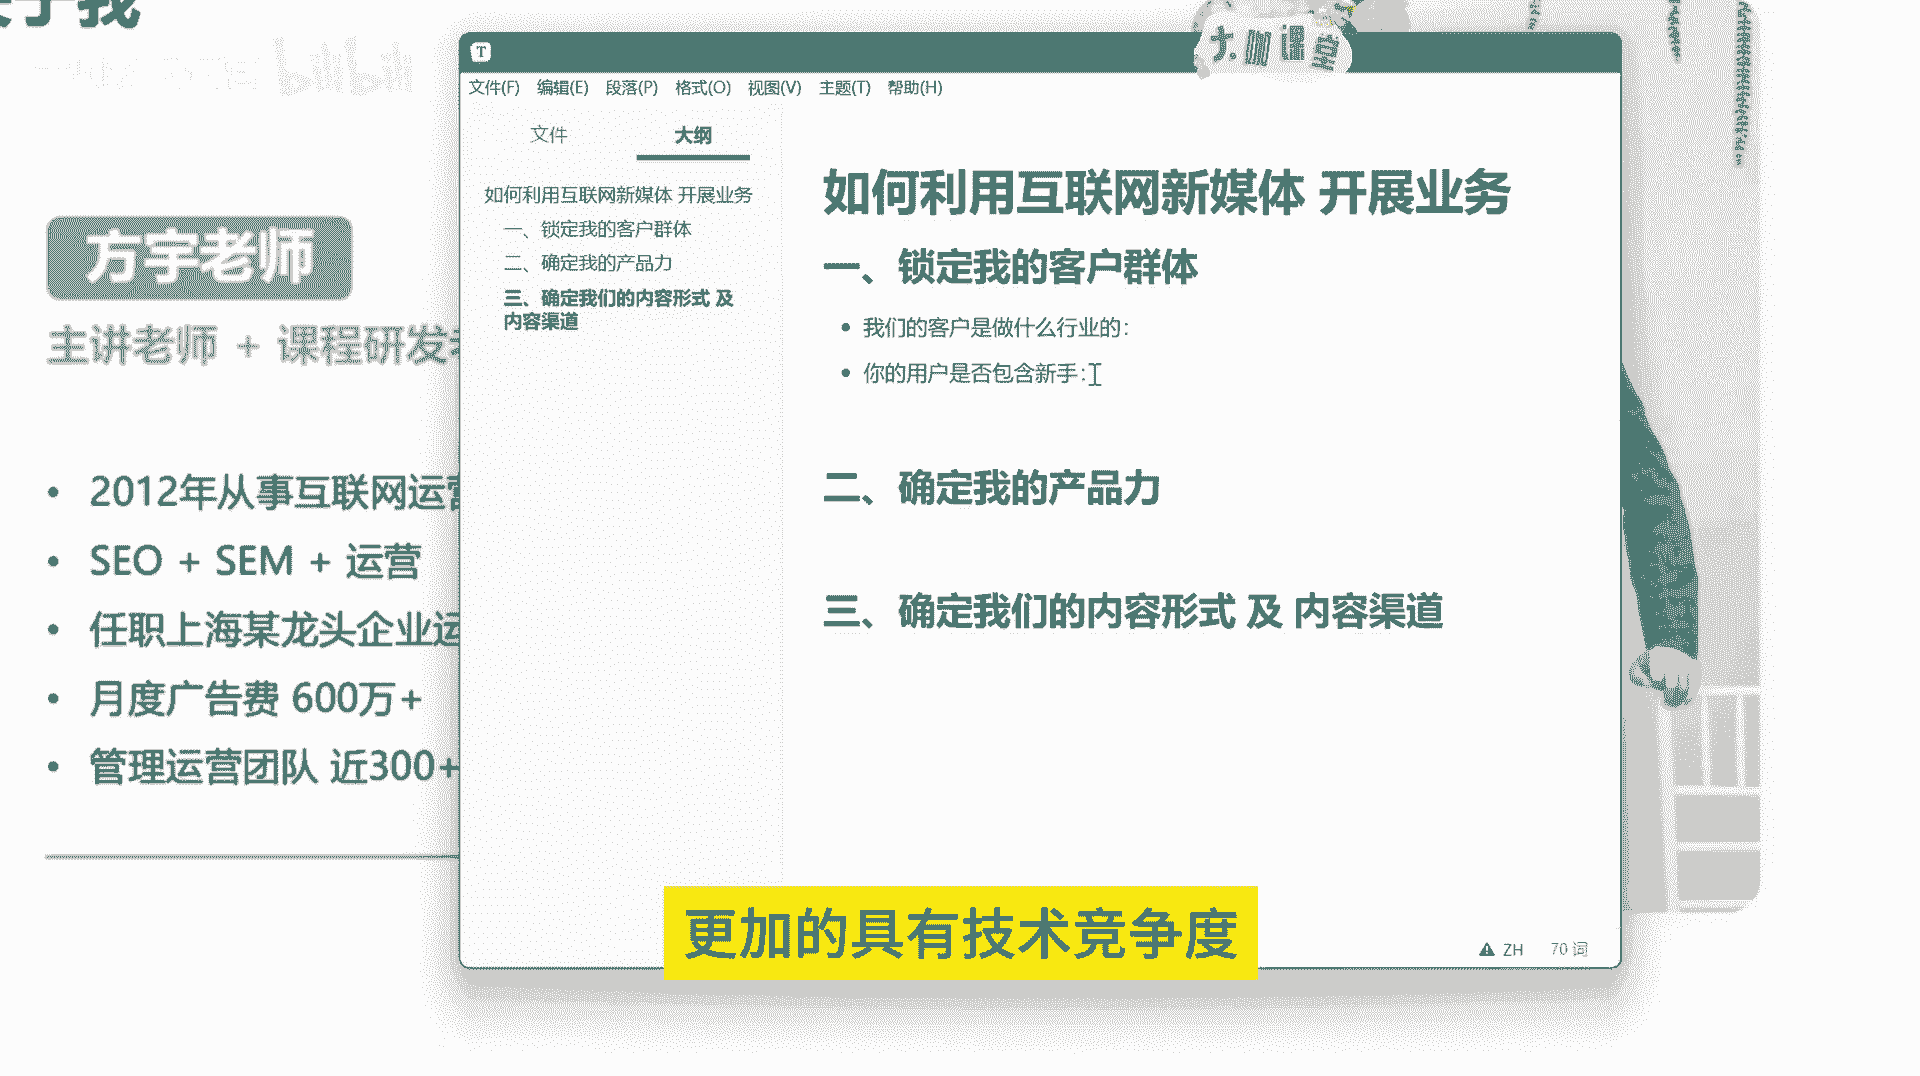 关于我
bilibili
方宇老师
主讲老师 + 课程研发
2012年从事互联网运营
SEO + SEM + 运营
任职上海某龙头企业运
月度广告费 600万+
管理运营团队 近300+
大咖课堂
T
文件(F) 编辑(E) 段落(P) 格式(O) 视图(V) 主题(T) 帮助(H)
文件 大纲
如何利用互联网新媒体 开展业务
一、锁定我的客户群体
二、确定我的产品力
三、确定我们的内容形式 及
内容渠道
如何利用互联网新媒体 开展业务
一、锁定我的客户群体
我们的客户是做什么行业的:
你的用户是否包含新手:
二、确定我的产品力
三、确定我们的内容形式 及 内容渠道
更加的具有技术竞争度
ZH 70 词